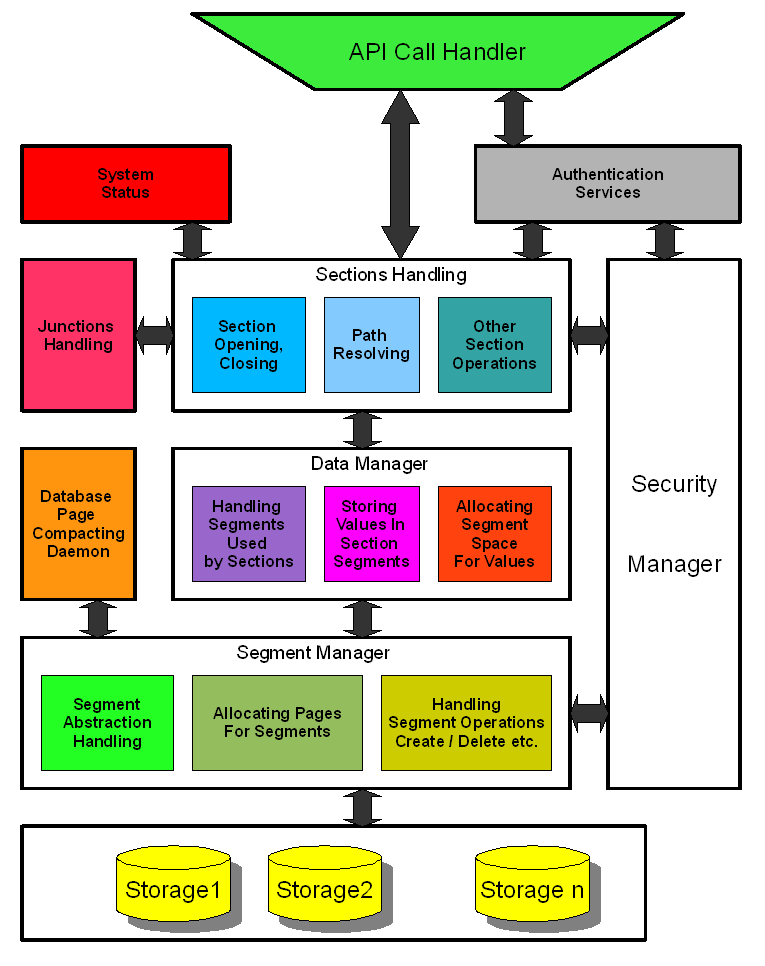 API Call Handler
System
Status
Authentication
Services
Sections Handling
Junctions
Handling
Section
Opening,
Closing
Path
Resolving
Other
Section
Operations
Security
Manager
Data Manager
Database
Page
Compacting
Daemon
Handling
Segments
Used
by Sections
Storing
Values In
Section
Segments
Allocating
Segment
Space
For Values
Segment Manager
Segment
Abstraction
Handling
Allocating Pages
For Segments
Handling
Segment Operations
Create / Delete etc.
Storage1
Storage2
Storage n